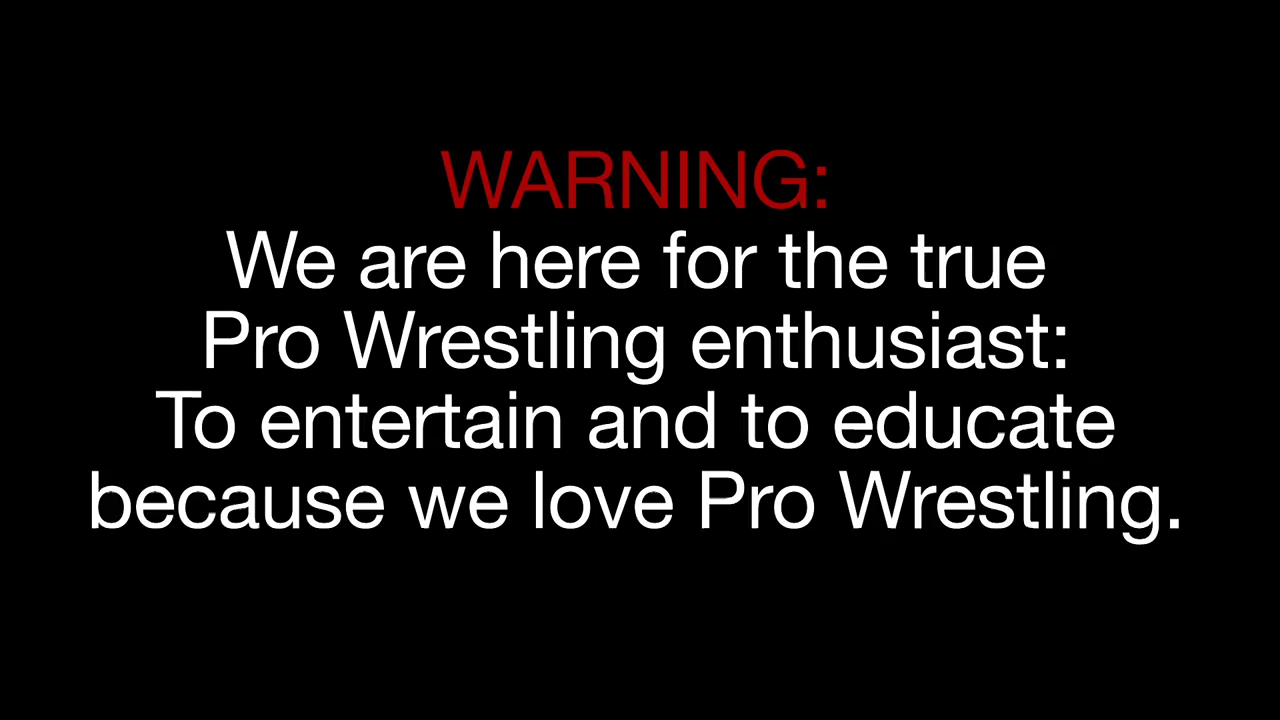 WARNING:
We are here for the true
Pro Wrestling enthusiast:
To entertain and to educate
because we love Pro Wrestling.